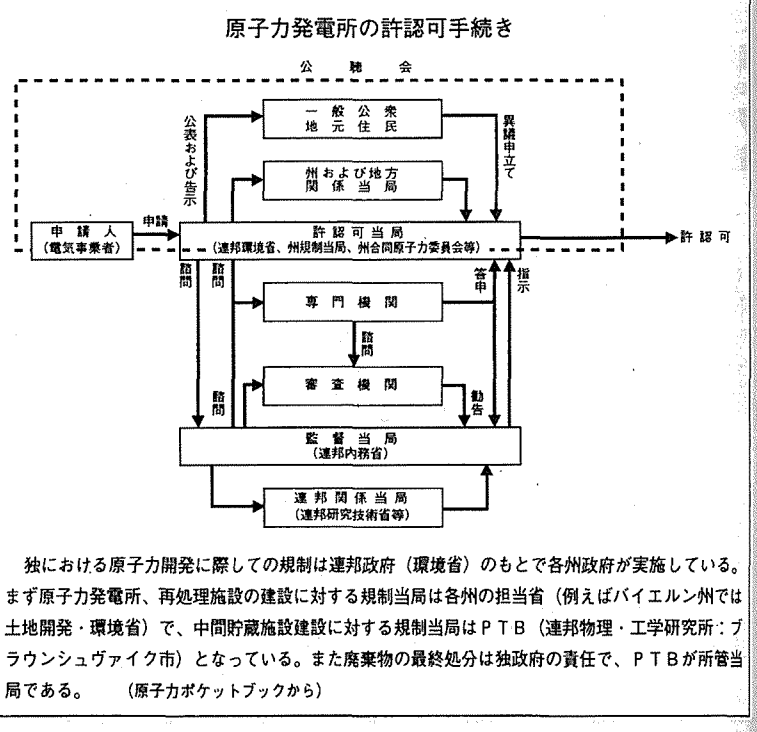 原子力発電所の許認可手続き
公聴会
一般公衆
地元住民
公表および告示
異議申立て
州および地方
関係当局
申請人
(電気事業者)
申請
許認可当局
(連邦環境省、州規制当局、州合同原子力委員会等)
許認可
諮問
諮問
答申
指示
専門機関
諮問
審査機関
諮問
勧告
監督当局
(連邦内務省)
連邦関係当局
(連邦研究技術省等)
独における原子力開発に際しての規制は連邦政府(環境省)のもとで各州政府が実施している。
まず原子力発電所、再処理施設の建設に対する規制当局は各州の担当省(例えばバイエルン州では
土地開発・環境省)で、中間貯蔵施設建設に対する規制当局はPTB(連邦物理・工学研究所:ブ
ラウンシュヴァイク市)となっている。また廃棄物の最終処分は独政府の責任で、PTBが所管当
局である。 (原子力ポケットブックから)